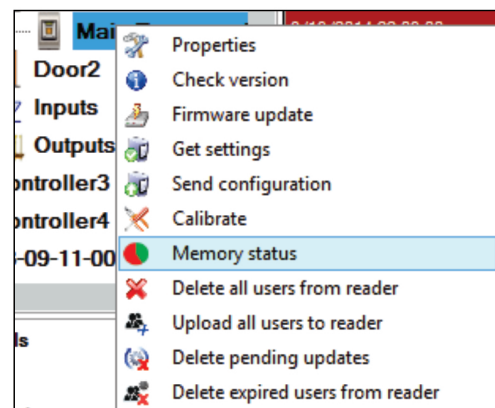 Mai
Properties
Door2
Check version
Inputs
Firmware update
Outputs
Get settings
ontroller3
Send configuration
ontroller4
Calibrate
-09-11-00
Memory status
Delete all users from reader
Upload all users to reader
ls
Delete pending updates
Delete expired users from reader